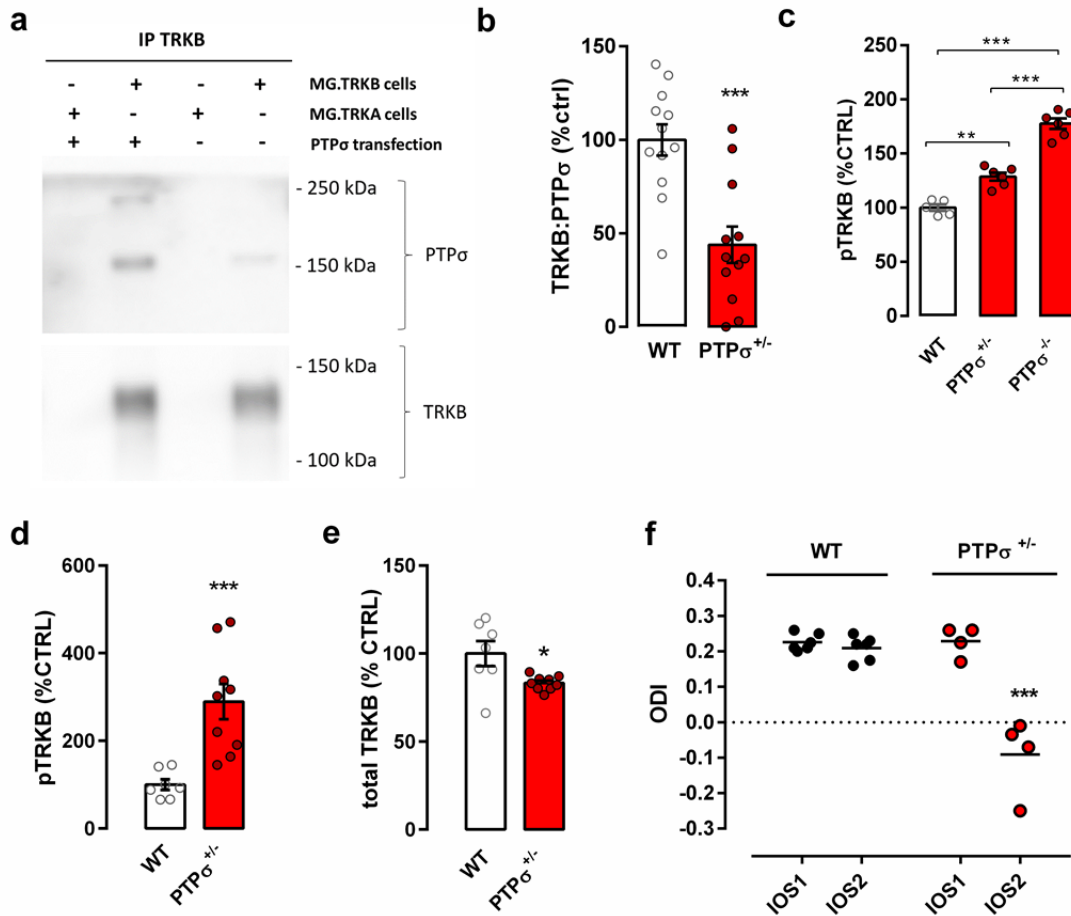 a
IP TRKB
- + - + MG.TRKB cells
+ - + - MG.TRKA cells
+ + - - PTPσ transfection
- 250 kDa
- 150 kDa
PTPσ
- 150 kDa
- 100 kDa
TRKB
b
TRKB:PTPσ (%ctrl)
150
100
50
0
***
WT
PTPσ+/-
c
pTRKB (%CTRL)
250
200
150
100
50
0
***
***
**
WT
PTPσ+/-
PTPσ-/-
d
pTRKB (%CTRL)
600
400
200
0
***
WT
PTPσ+/-
e
total TRKB (% CTRL)
150
100
50
0
*
WT
PTPσ+/-
f
WT
PTPσ +/-
ODI
0.4
0.3
0.2
0.1
0.0
-0.1
-0.2
-0.3
***
IOS1
IOS2
IOS1
IOS2